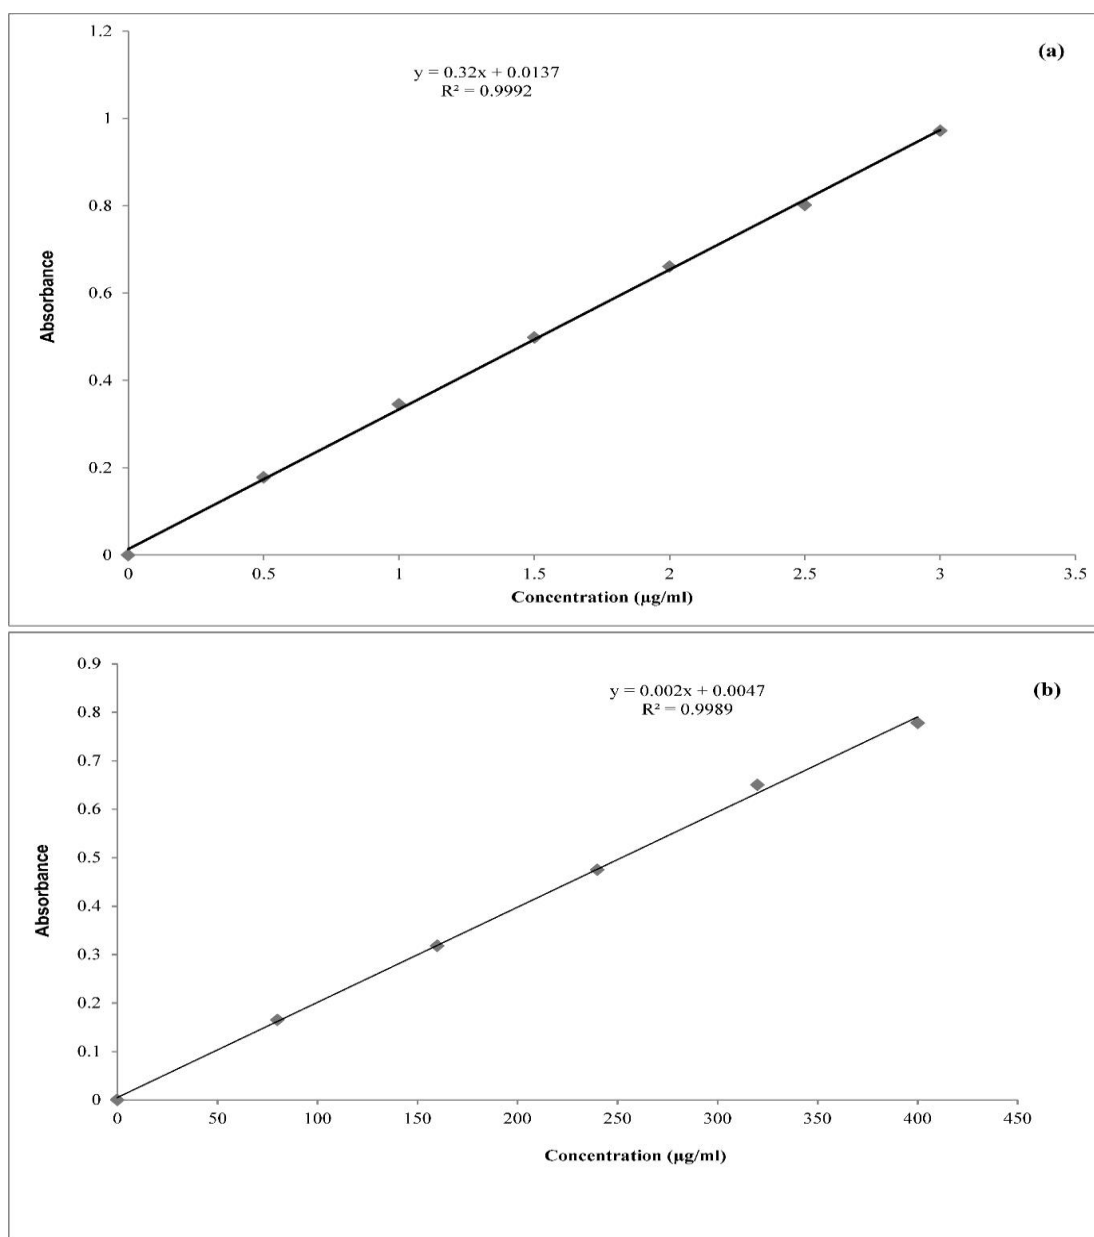 (a)
y = 0.32x + 0.0137
R² = 0.9992
1.2
1
0.8
0.6
0.4
0.2
0
Absorbance
0 0.5 1 1.5 2 2.5 3 3.5
Concentration (µg/ml)
(b)
y = 0.002x + 0.0047
R² = 0.9989
0.9
0.8
0.7
0.6
0.5
0.4
0.3
0.2
0.1
0
Absorbance
0 50 100 150 200 250 300 350 400 450
Concentration (µg/ml)